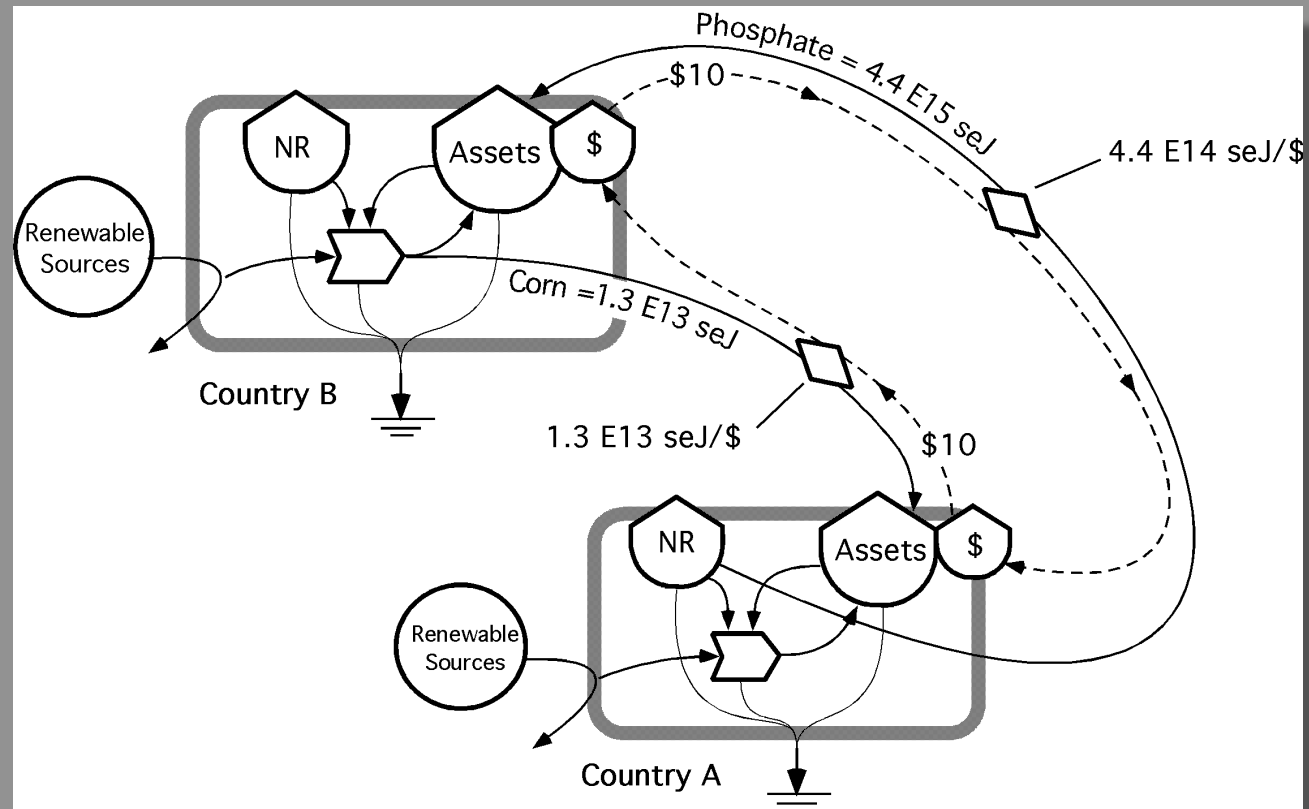 Phosphate = 4.4 E15 seJ
$10
4.4 E14 seJ/$
NR
Assets
$
Renewable
Sources
Corn =1.3 E13 seJ
Country B
1.3 E13 seJ/$
$10
NR
Assets
$
Renewable
Sources
Country A